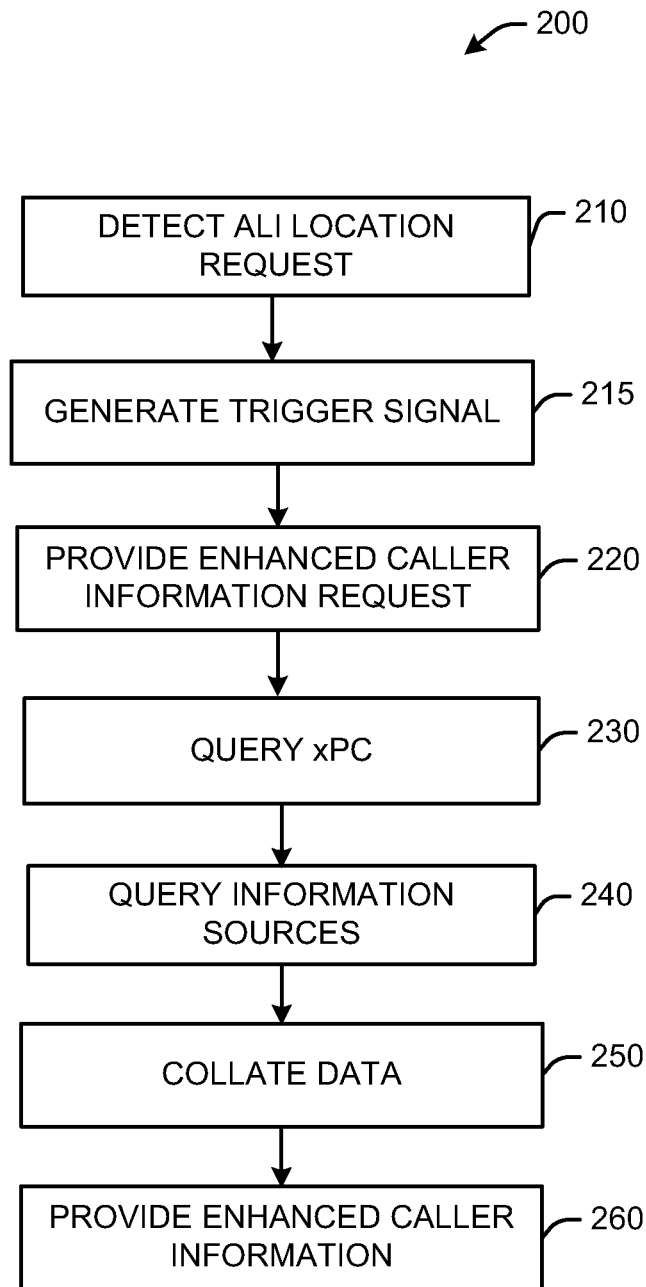 200
DETECT ALI LOCATION
REQUEST
210
GENERATE TRIGGER SIGNAL
215
PROVIDE ENHANCED CALLER
INFORMATION REQUEST
220
QUERY xPC
230
QUERY INFORMATION
SOURCES
240
COLLATE DATA
250
PROVIDE ENHANCED CALLER
INFORMATION
260